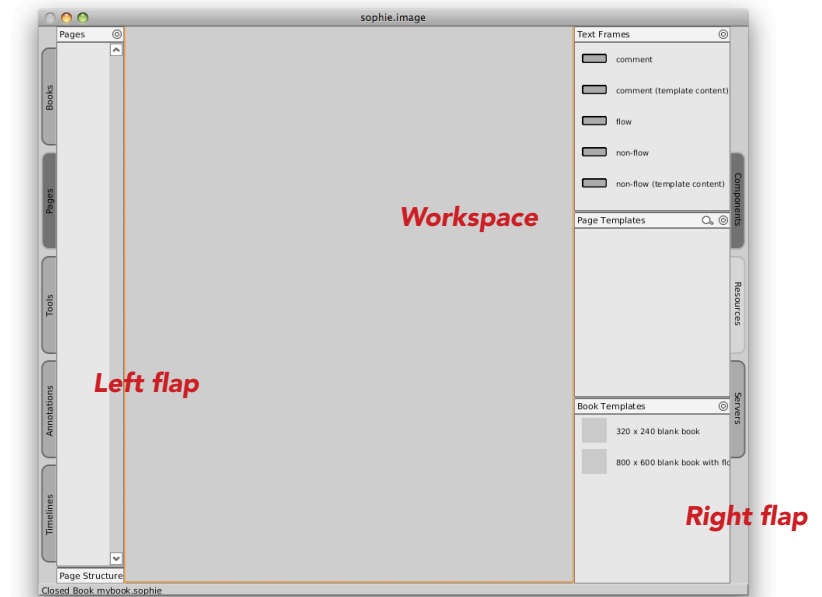 sophie.image
Pages
Books
Pages
Tools
Annotations
Timelines
Page Structure
Closed Book mybook.sophie
Left flap
Workspace
Text Frames
comment
comment (template content)
flow
non-flow
non-flow (template content)
Page Templates
Book Templates
320 x 240 blank book
800 x 600 blank book with flo
Components
Resources
Servers
Right flap